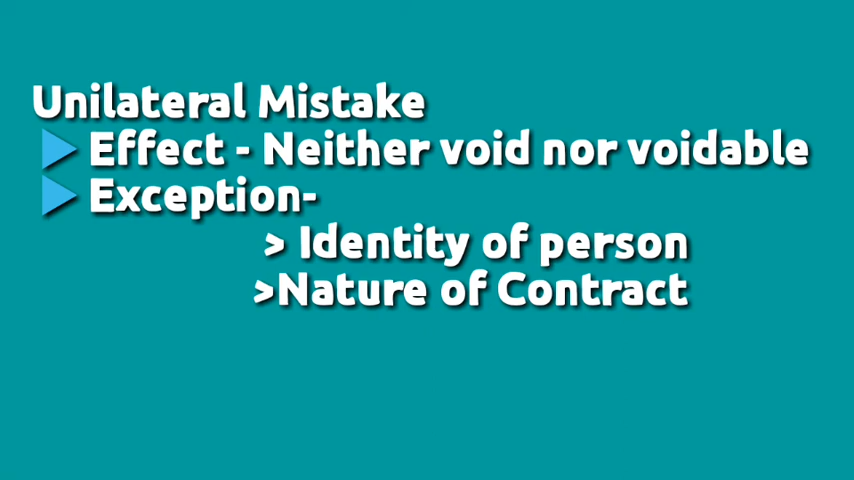 Unilateral Mistake
Effect - Neither void nor voidable
Exception-
> Identity of person
>Nature of Contract